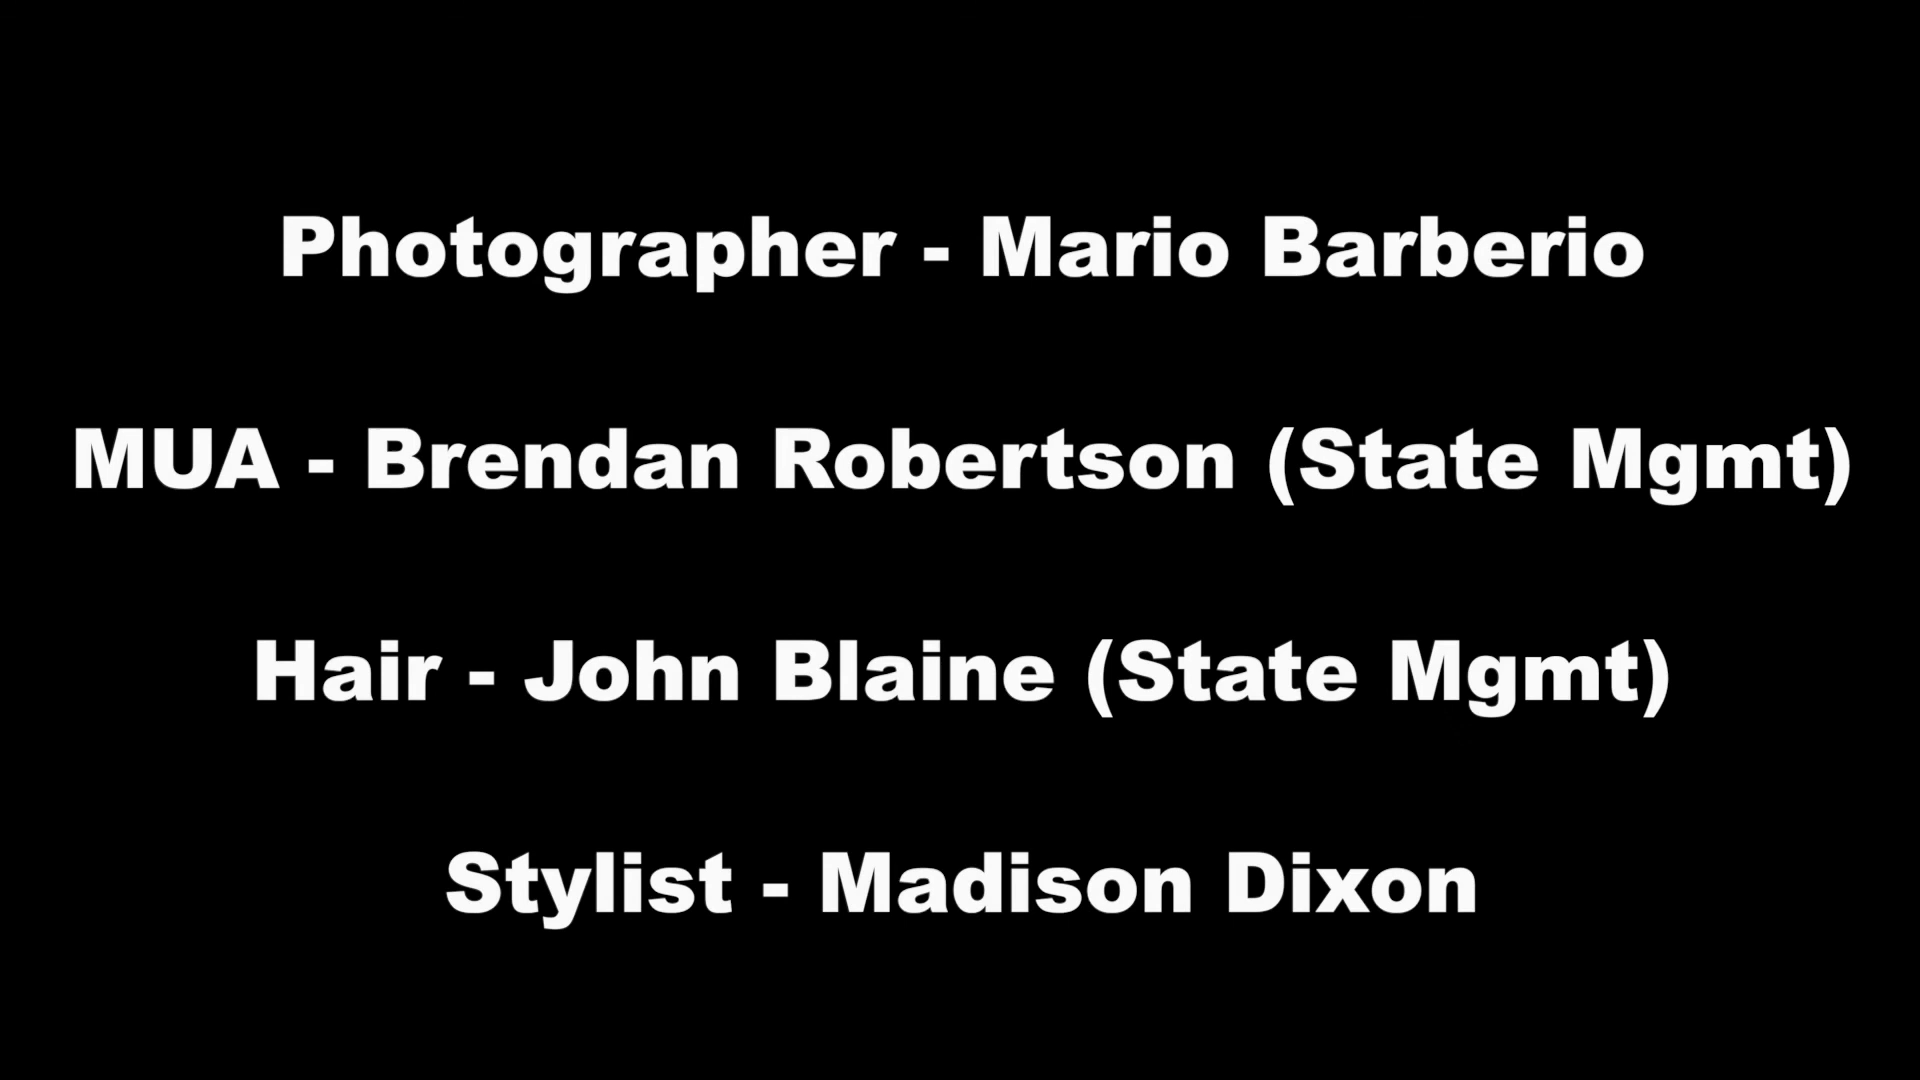 Photographer - Mario Barberio
MUA - Brendan Robertson (State Mgmt)
Hair - John Blaine (State Mgmt)
Stylist - Madison Dixon